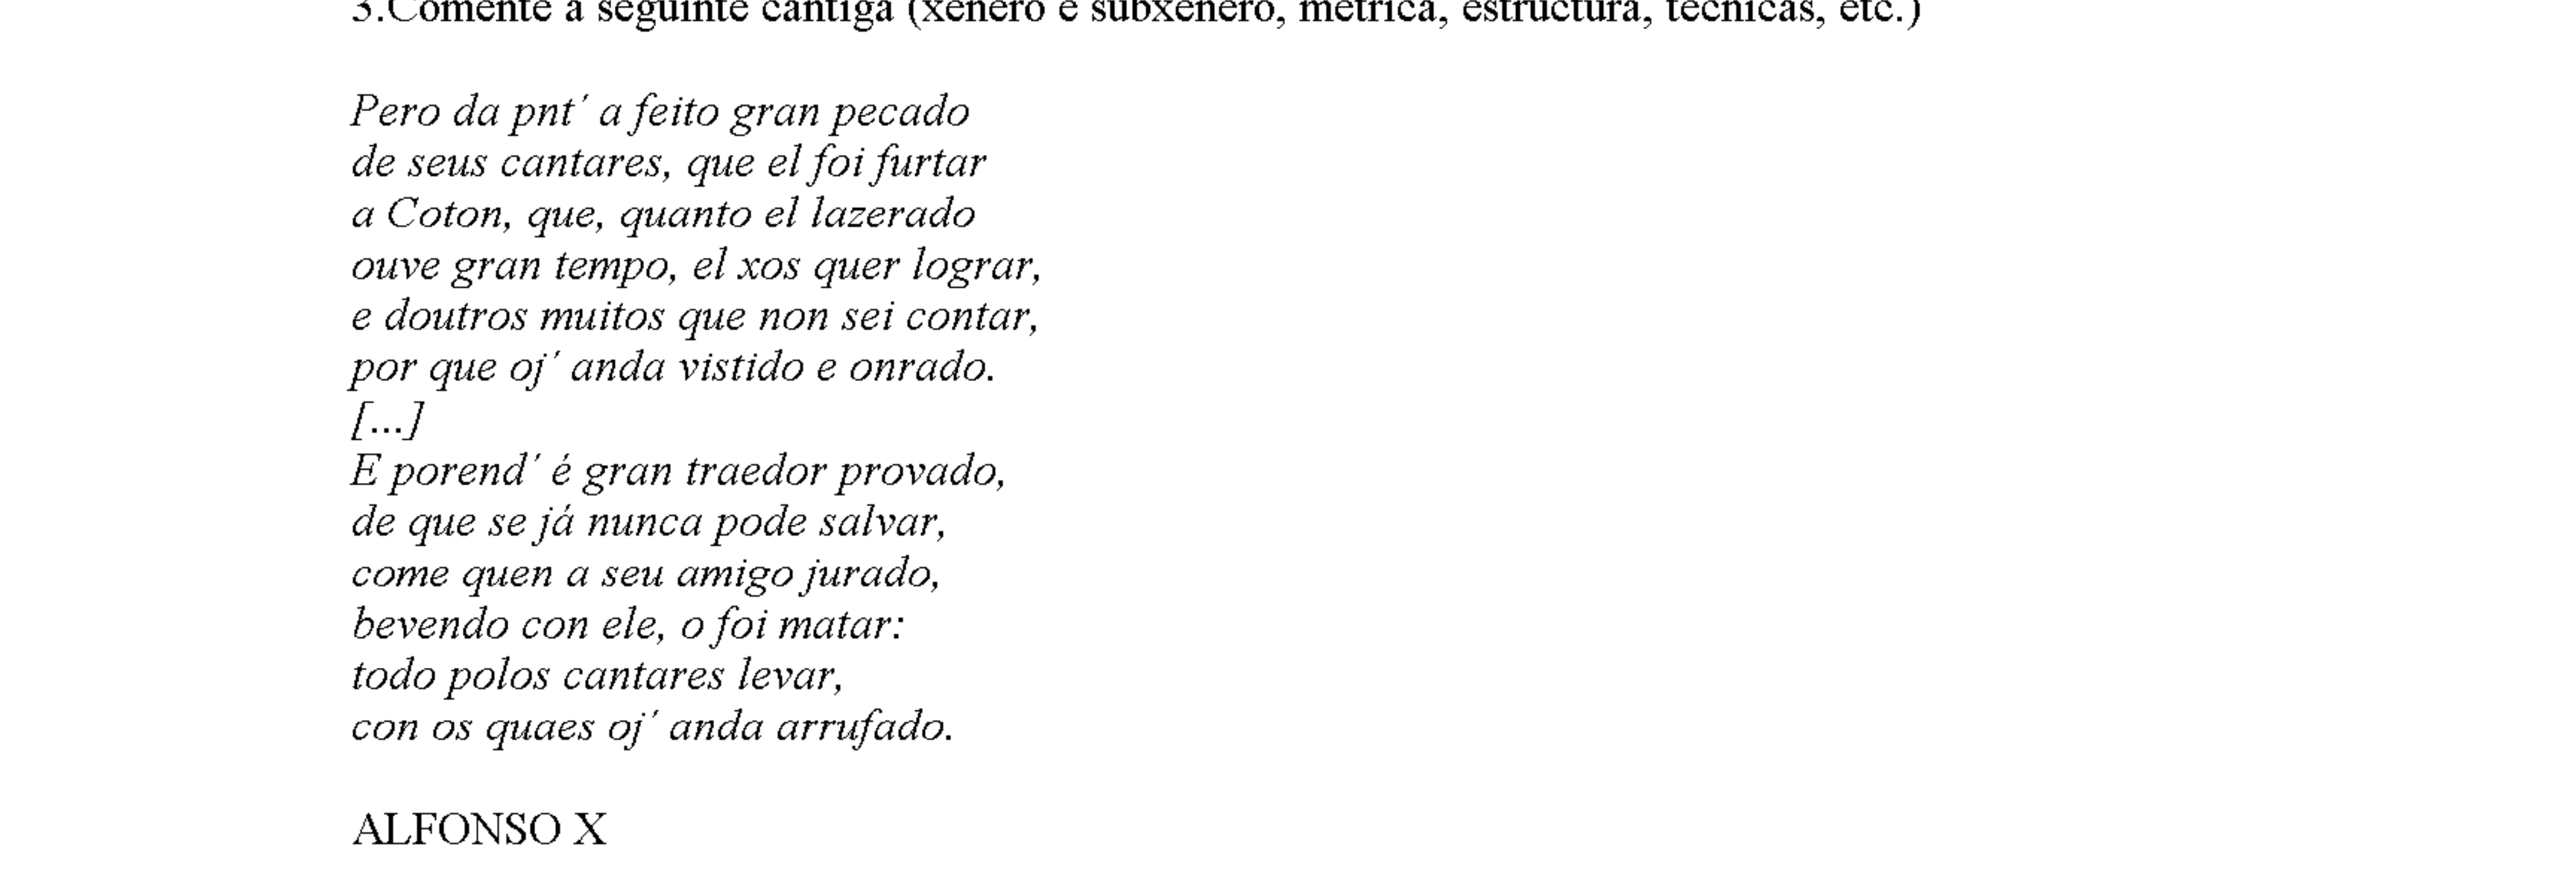 3.Comente a seguinte cantiga (xénero e subxénero, métrica, estructura, técnicas, etc.)
Pero da pnt´ a feito gran pecado
de seus cantares, que el foi furtar
a Coton, que, quanto el lazerado
ouve gran tempo, el xos quer lograr,
e doutros muitos que non sei contar,
por que oj´ anda vistido e onrado.
[...]
E porend´ é gran traedor provado,
de que se já nunca pode salvar,
come quen a seu amigo jurado,
bevendo con ele, o foi matar:
todo polos cantares levar,
con os quaes oj´ anda arrufado.
ALFONSO X